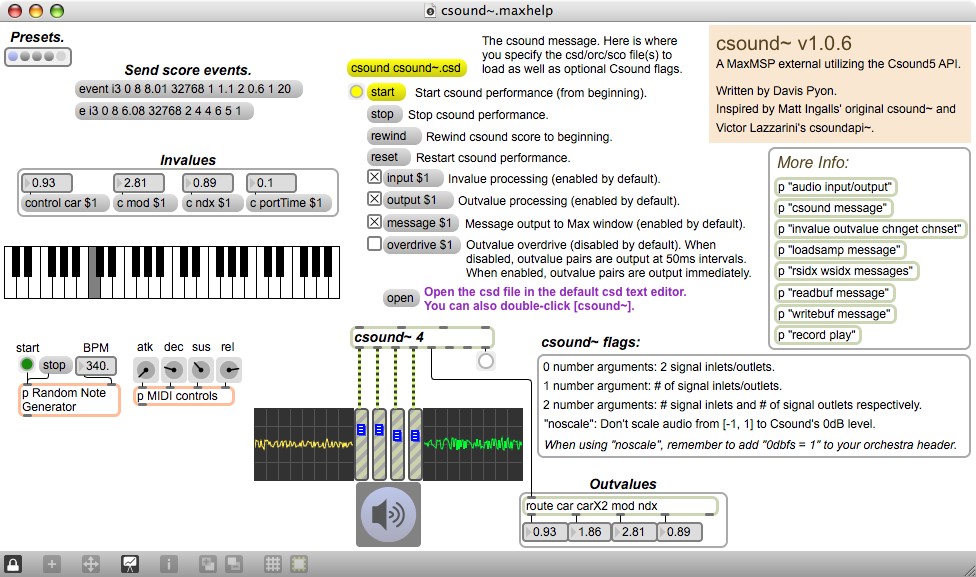 csound~.maxhelp
Presets.
Send score events.
event i3 0 8 8.01 32768 1 1.1 2 0.6 1 20
e i3 0 8 6.08 32768 2 4 4 6 5 1
Invalues
0.93
2.81
0.89
0.1
control car $1
c mod $1
c ndx $1
c portTime $1
The csound message. Here is where
you specify the csd/orc/sco file(s) to
load as well as optional Csound flags.
csound csound~.csd
start
Start csound performance (from beginning).
stop
Stop csound performance.
rewind
Rewind csound score to beginning.
reset
Restart csound performance.
input $1
Invalue processing (enabled by default).
output $1
Outvalue processing (enabled by default).
message $1
Message output to Max window (enabled by default).
overdrive $1
Outvalue overdrive (disabled by default). When
disabled, outvalue pairs are output at 50ms intervals.
When enabled, outvalue pairs are output immediately.
open
Open the csd file in the default csd text editor.
You can also double-click [csound~].
csound~ v1.0.6
A MaxMSP external utilizing the Csound5 API.
Written by Davis Pyon.
Inspired by Matt Ingalls' original csound~ and
Victor Lazzarini's csoundapi~.
More Info:
p "audio input/output"
p "csound message"
p "invalue outvalue chnget chnset"
p "loadsamp message"
p "rsidx wsidx messages"
p "readbuf message"
p "writebuf message"
p "record play"
start
stop
BPM
340.
p Random Note
Generator
atk
dec
sus
rel
p MIDI controls
csound~ 4
csound~ flags:
0 number arguments: 2 signal inlets/outlets.
1 number argument: # of signal inlets/outlets.
2 number arguments: # signal inlets and # of signal outlets respectively.
"noscale": Don't scale audio from [-1, 1] to Csound's 0dB level.
When using "noscale", remember to add "0dbfs = 1" to your orchestra header.
Outvalues
route car carX2 mod ndx
0.93
1.86
2.81
0.89